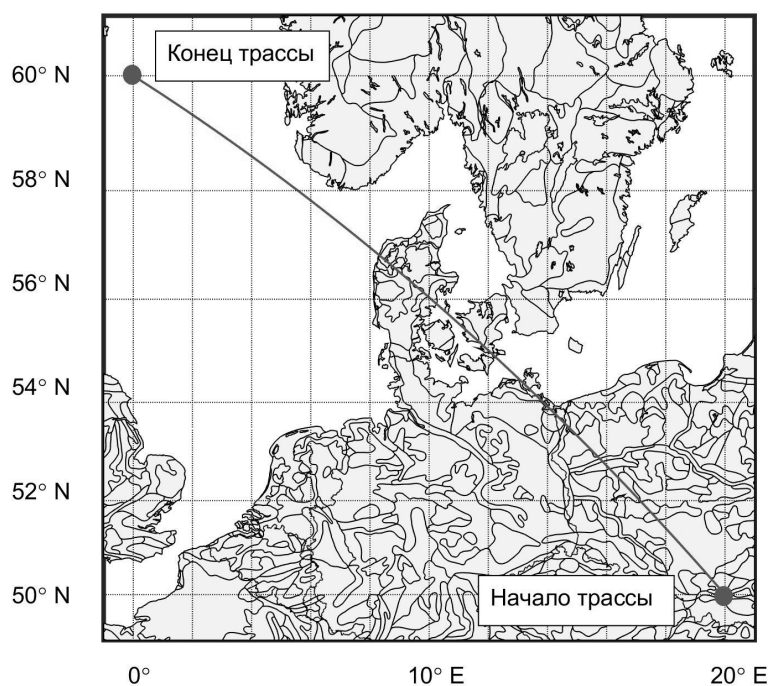 Конец трассы
60° N
58° N
56° N
54° N
52° N
50° N
Начало трассы
0°
10° E
20° E